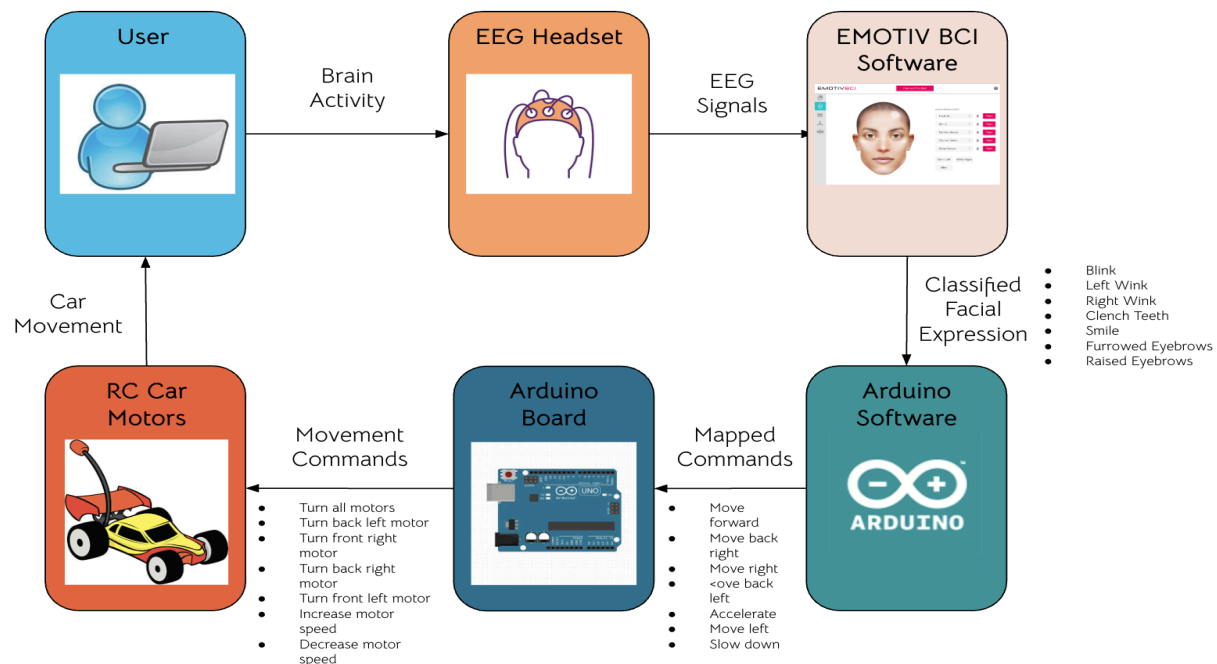 User
EEG Headset
EMOTIV BCI
Software
Brain
Activity
EEG
Signals
EMOTIVBCI
Classified
Facial
Expression
● Blink
● Left Wink
● Right Wink
● Clench Teeth
● Smile
● Furrowed Eyebrows
● Raised Eyebrows
Car
Movement
RC Car
Motors
Movement
Commands
● Turn all motors
● Turn back left motor
● Turn front right
motor
● Turn back right
motor
● Turn front left motor
● Increase motor
speed
● Decrease motor
speed
Arduino
Board
UNO
ARDUINO
Mapped
Commands
● Move
forward
● Move back
right
● Move right
● <ove back
left
● Accelerate
● Move left
● Slow down
Arduino
Software
ARDUINO
TM